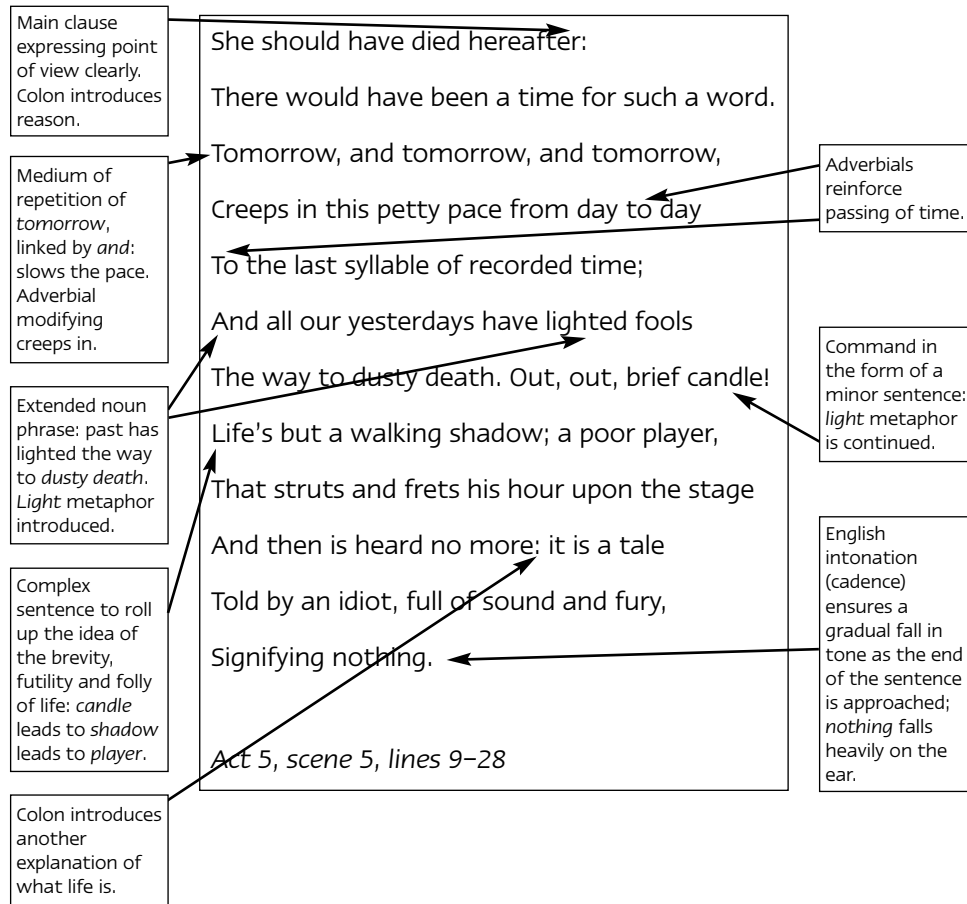 Main clause
expressing point
of view clearly.
Colon introduces
reason.
Medium of
repetition of
tomorrow,
linked by and:
slows the pace.
Adverbial
modifying
creeps in.
Extended noun
phrase: past has
lighted the way
to dusty death.
Light metaphor
introduced.
Complex
sentence to roll
up the idea of
the brevity,
futility and folly
of life: candle
leads to shadow
leads to player.
Colon introduces
another
explanation of
what life is.
She should have died hereafter:
There would have been a time for such a word.
Tomorrow, and tomorrow, and tomorrow,
Creeps in this petty pace from day to day
To the last syllable of recorded time;
And all our yesterdays have lighted fools
The way to dusty death. Out, out, brief candle!
Life's but a walking shadow; a poor player,
That struts and frets his hour upon the stage
And then is heard no more: it is a tale
Told by an idiot, full of sound and fury,
Signifying nothing.
Act 5, scene 5, lines 9–28
Adverbials
reinforce
passing of time.
Command in
the form of a
minor sentence:
light metaphor
is continued.
English
intonation
(cadence)
ensures a
gradual fall in
tone as the end
of the sentence
is approached;
nothing falls
heavily on the
ear.